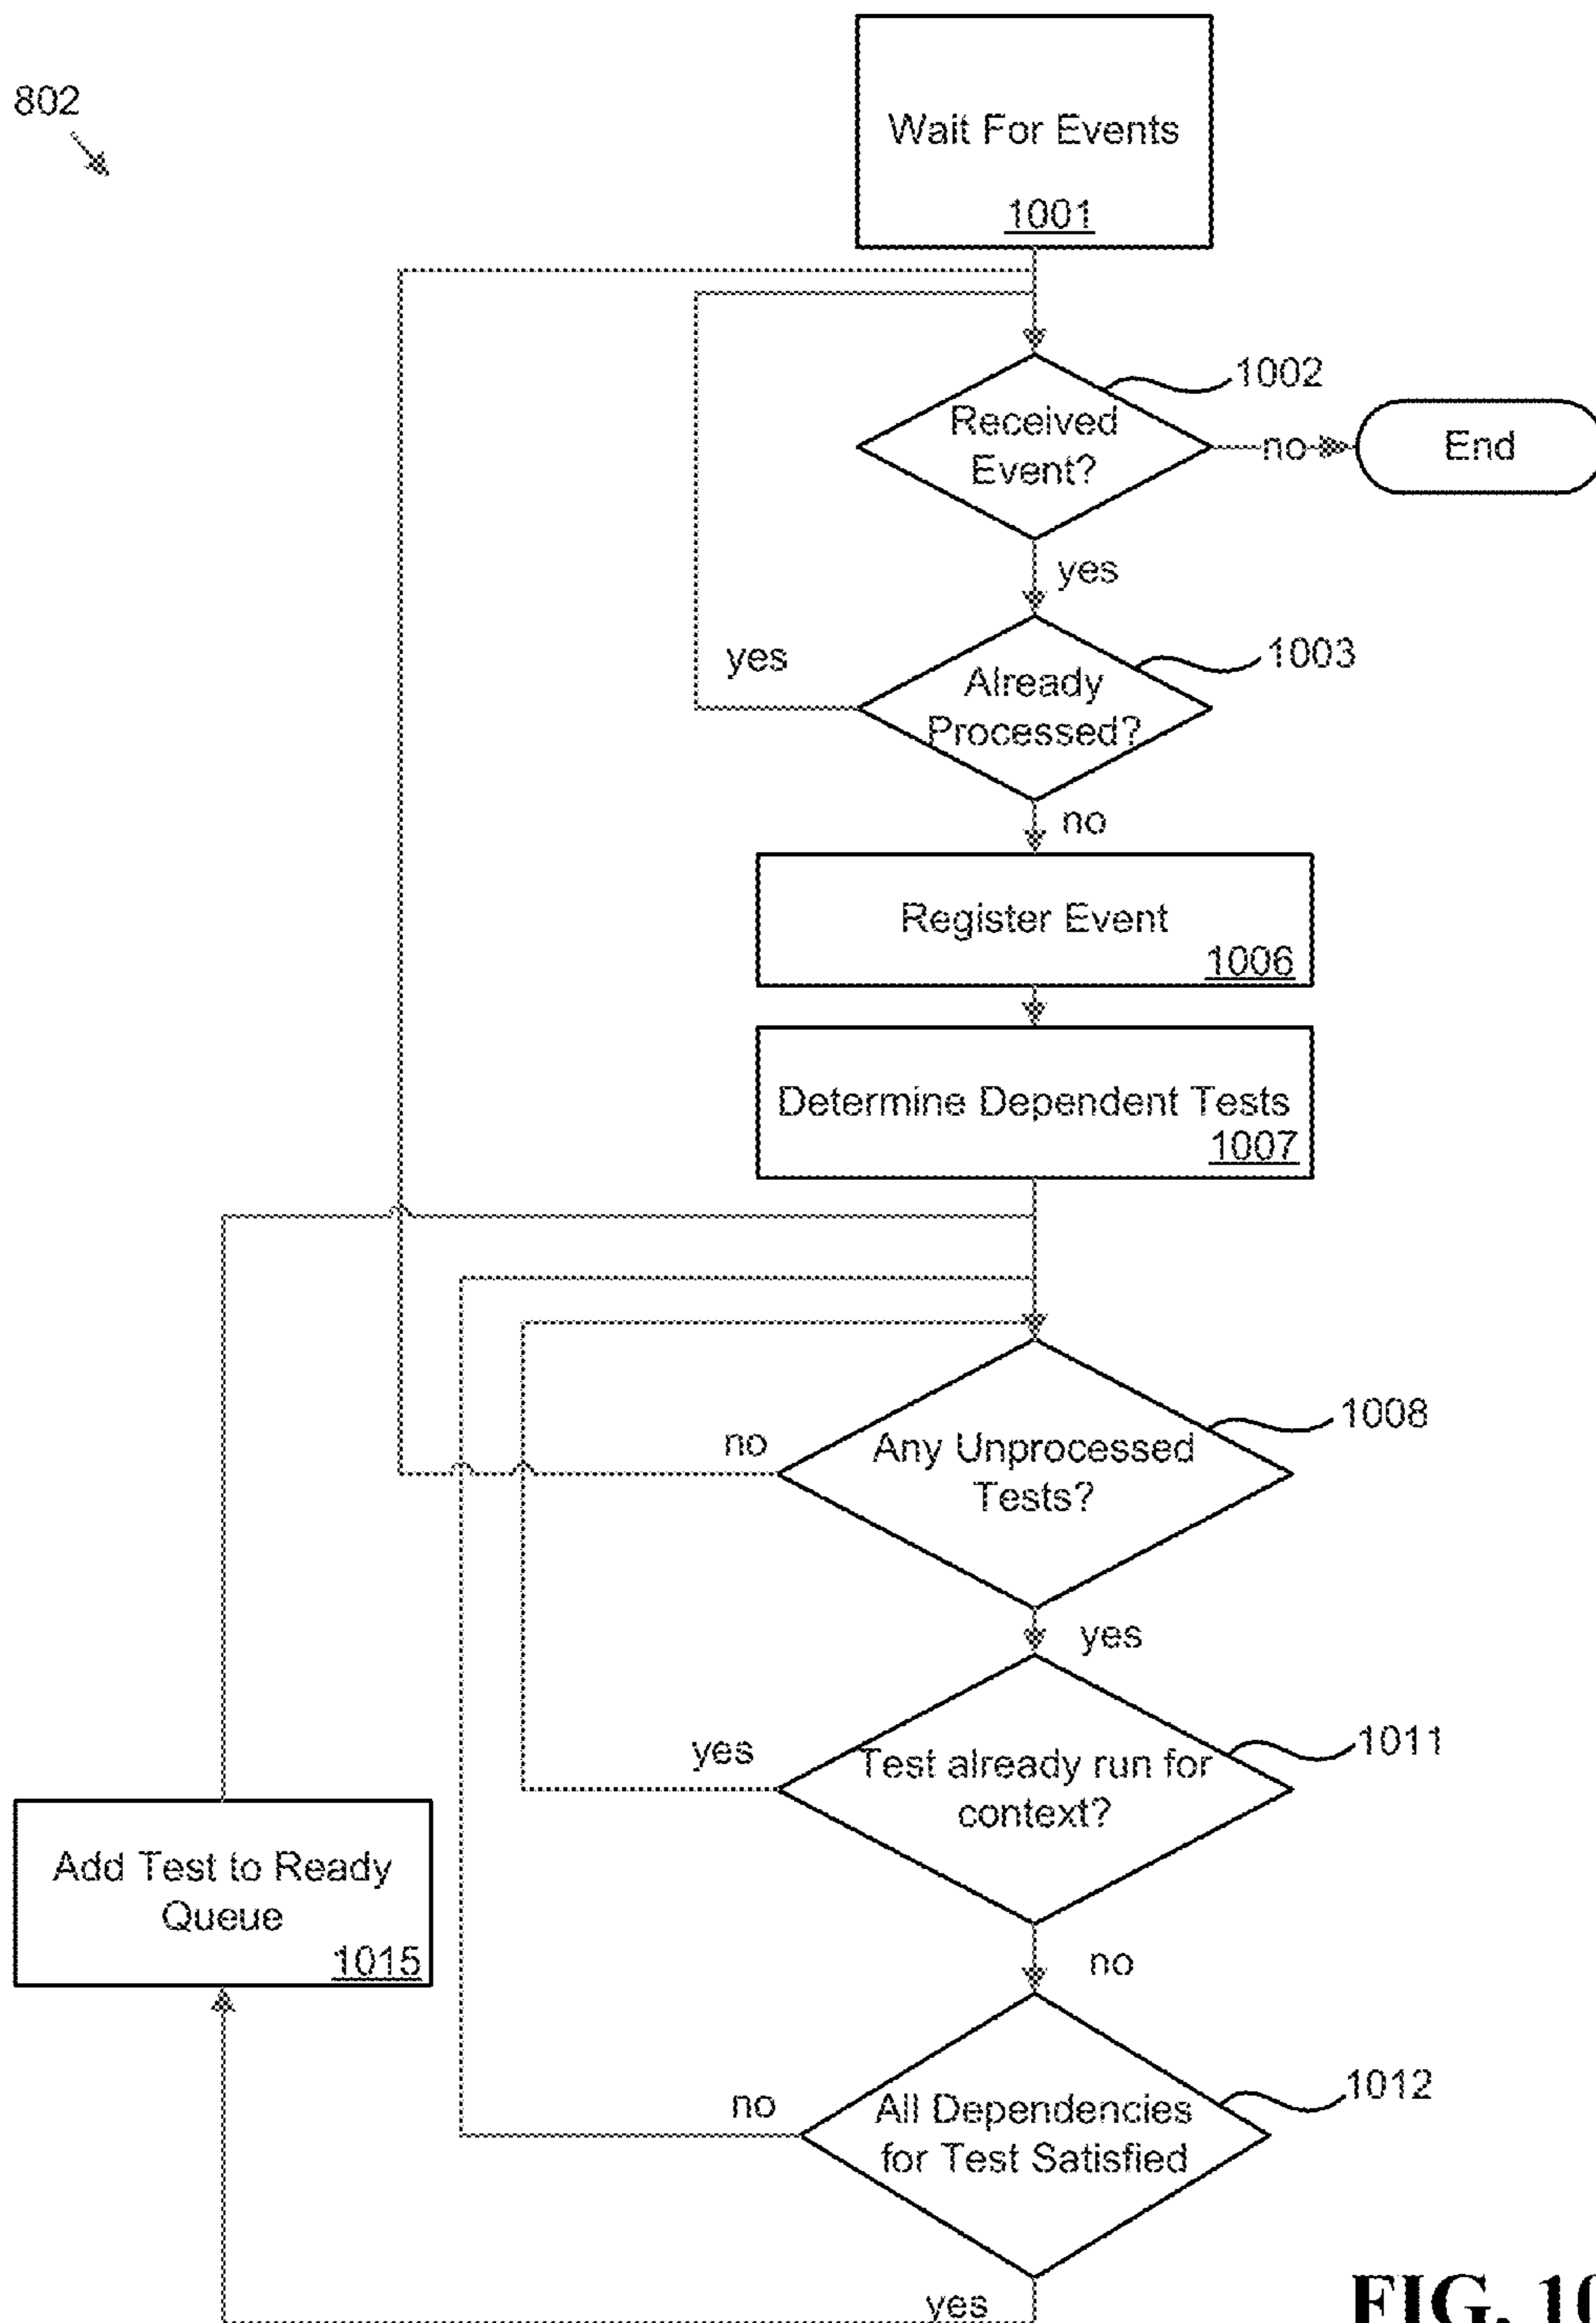 802
Wait For Events
1001
1002
Received
Event?
no
End
yes
1003
yes
Already
Processed?
no
Register Event
1006
Determine Dependent Tests
1007
1008
no
Any Unprocessed
Tests?
yes
1011
yes
Test already run for
context?
Add Test to Ready
Queue
1015
no
1012
no
All Dependencies
for Test Satisfied
yes
FIG. 10